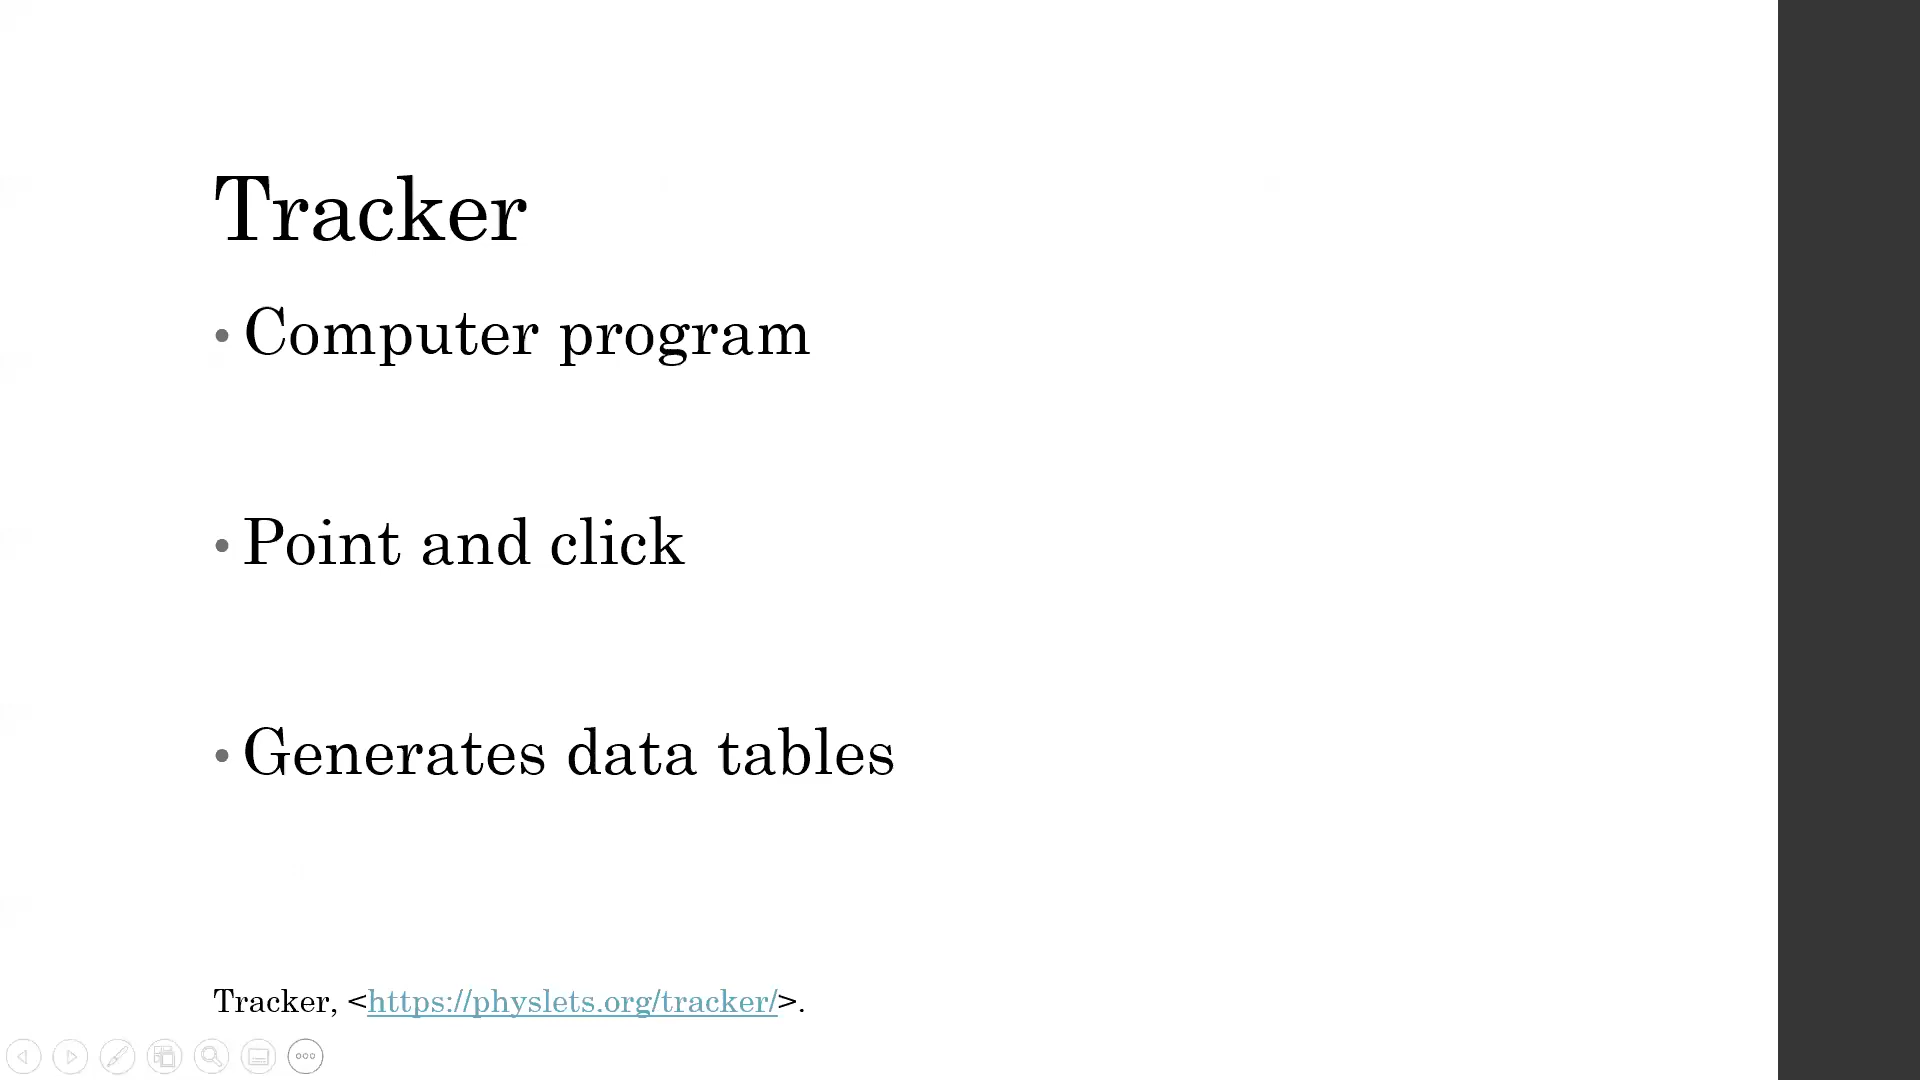 Tracker
• Computer program
• Point and click
• Generates data tables
Tracker, <https://physlets.org/tracker/>.